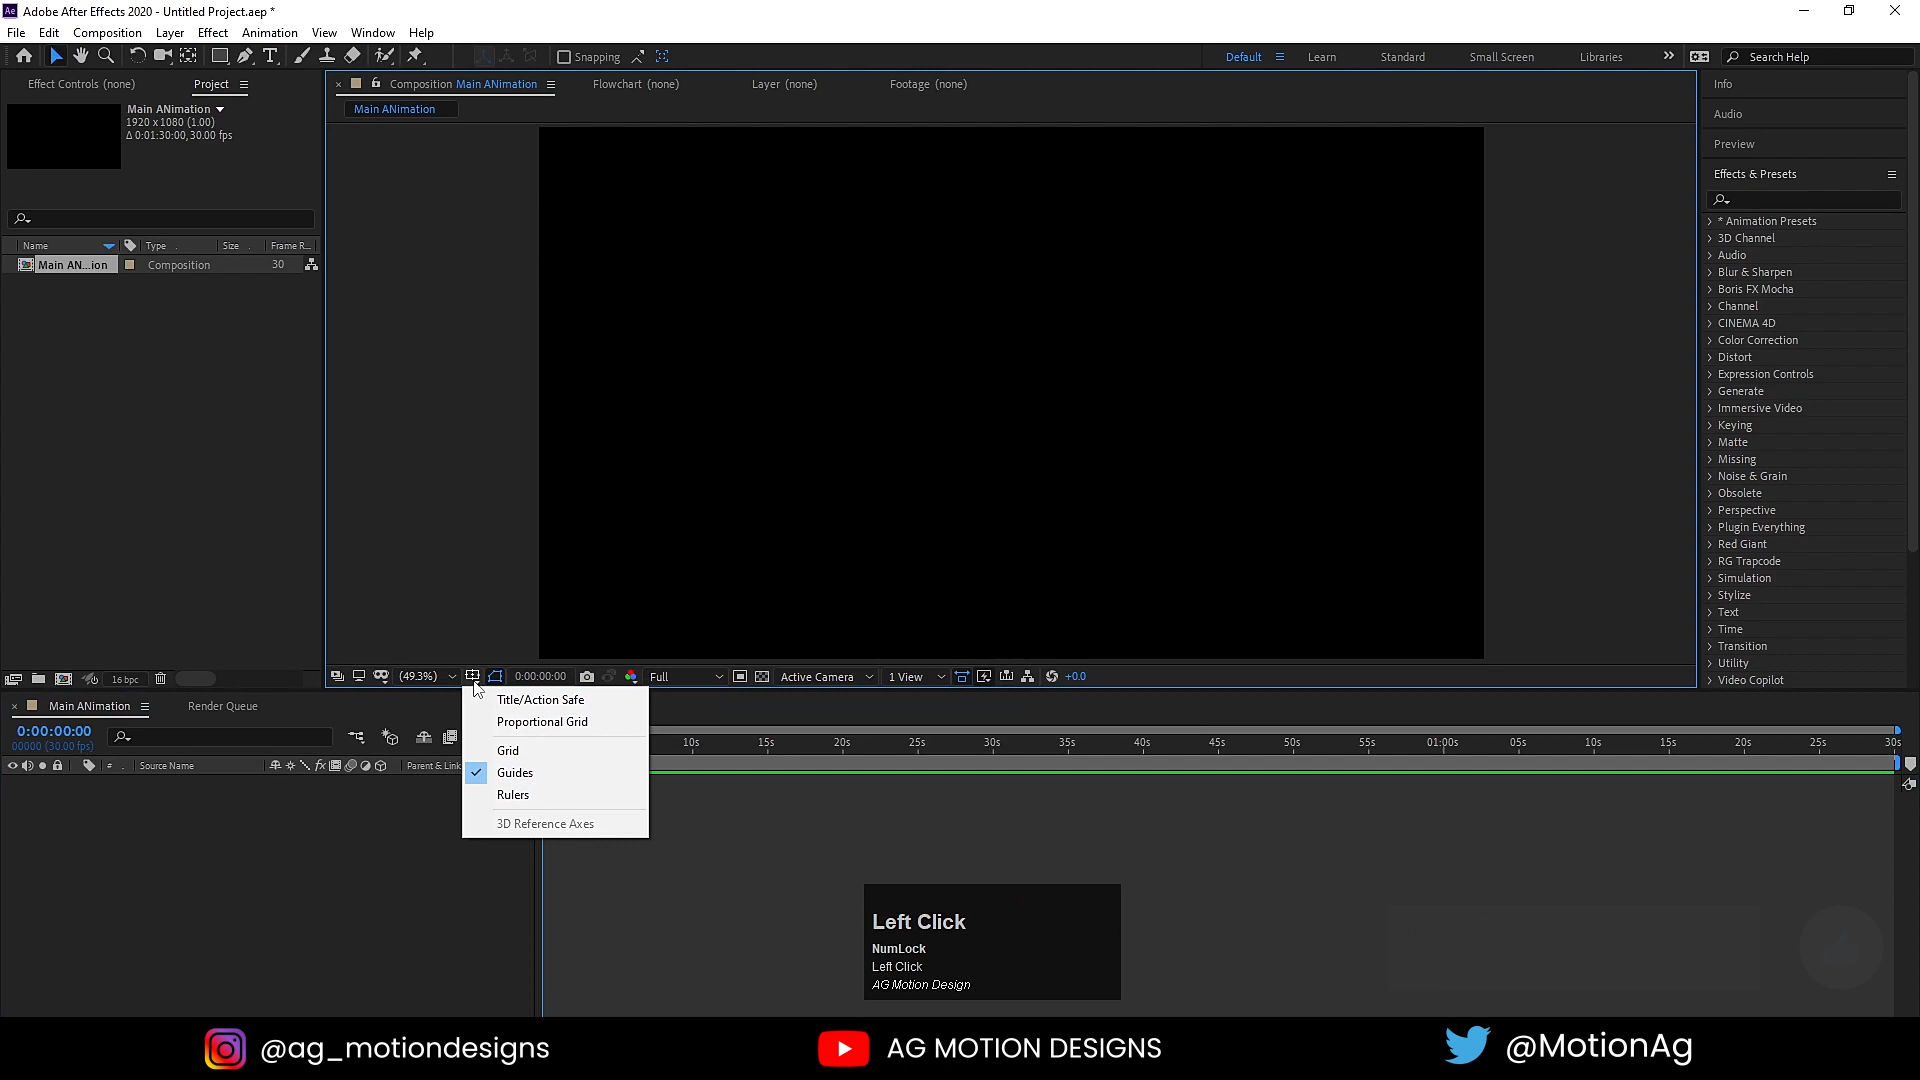 Ae Adobe After Effects 2020 - Untitled Project.aep *
File Edit Composition Layer Effect Animation View Window Help
Snapping
Default Learn Standard Small Screen Libraries Search Help
Effect Controls (none) Project
Main ANimation
1920 x 1080 (1.00)
Δ 0:01:30:00, 30.00 fps
Name Type Size Frame R...
Main AN...ion Composition 30
16 bpc
Composition Main ANimation Flowchart (none) Layer (none) Footage (none)
Main ANimation
(49.3%) 0:00:00:00 Full Active Camera 1 View +0.0
Title/Action Safe
Proportional Grid
Grid
Guides
Rulers
3D Reference Axes
Info
Audio
Preview
Effects & Presets
* Animation Presets
3D Channel
Audio
Blur & Sharpen
Boris FX Mocha
Channel
CINEMA 4D
Color Correction
Distort
Expression Controls
Generate
Immersive Video
Keying
Matte
Missing
Noise & Grain
Obsolete
Perspective
Plugin Everything
Red Giant
RG Trapcode
Simulation
Stylize
Text
Time
Transition
Utility
Video Copilot
Main ANimation Render Queue
0:00:00:00
00000 (30.00 fps)
# Source Name fx Parent & Link
10s 15s 20s 25s 30s 35s 40s 45s 50s 55s 01:00s 05s 10s 15s 20s 25s 30s
Left Click
NumLock
Left Click
AG Motion Design
@ag_motiondesigns AG MOTION DESIGNS @MotionAg